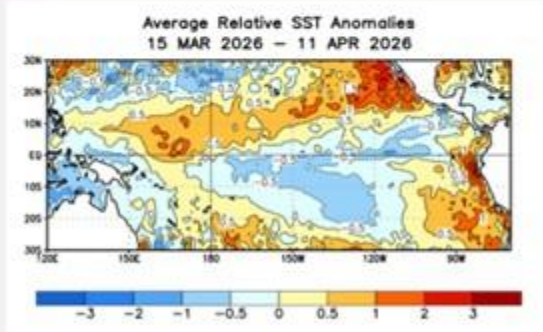 Average Relative SST Anomalies
15 MAR 2026 – 11 APR 2026
30N
20N
10N
EQ
10S
20S
30S
120E 150E 180 150W 120W 90W
-3 -2 -1 -0.5 0 0.5 1 2 3